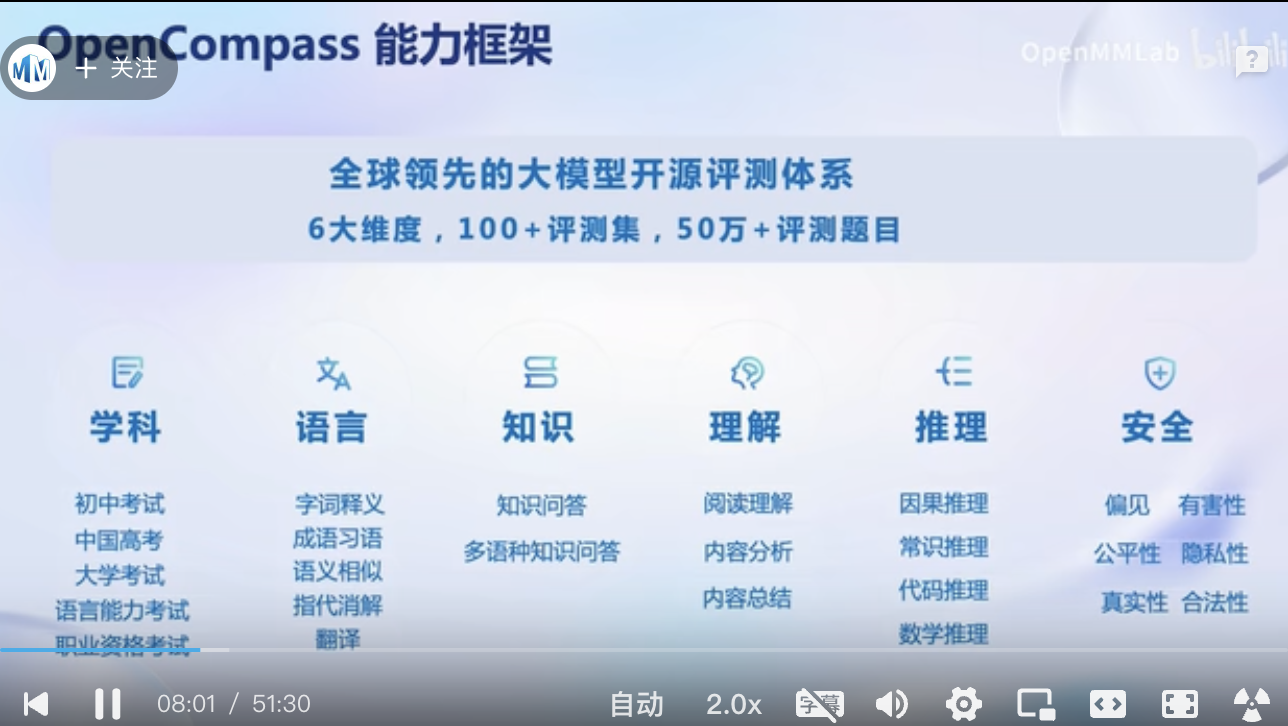 OpenCompass 能力框架
MM + 关注
OpenMMLab bilibili
?
全球领先的大模型开源评测体系
6大维度，100+评测集，50万+评测题目
学科 语言 知识 理解 推理 安全
初中考试
中国高考
大学考试
语言能力考试
职业资格考试
字词释义
成语习语
语义相似
指代消解
翻译
知识问答
多语种知识问答
阅读理解
内容分析
内容总结
因果推理
常识推理
代码推理
数学推理
偏见 有害性
公平性 隐私性
真实性 合法性
08:01 / 51:30 自动 2.0x 字幕